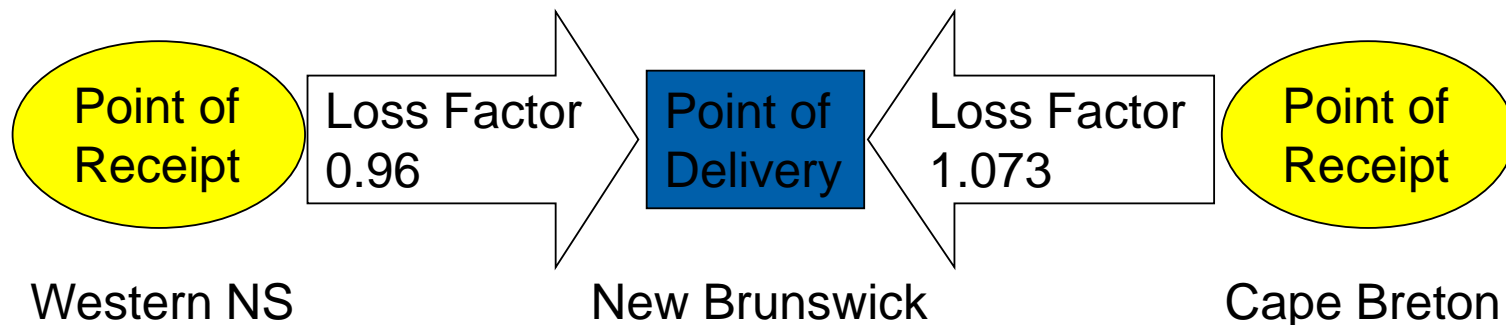 Point of
Receipt
Loss Factor
0.96
Point of
Delivery
Loss Factor
1.073
Point of
Receipt
Western NS
New Brunswick
Cape Breton